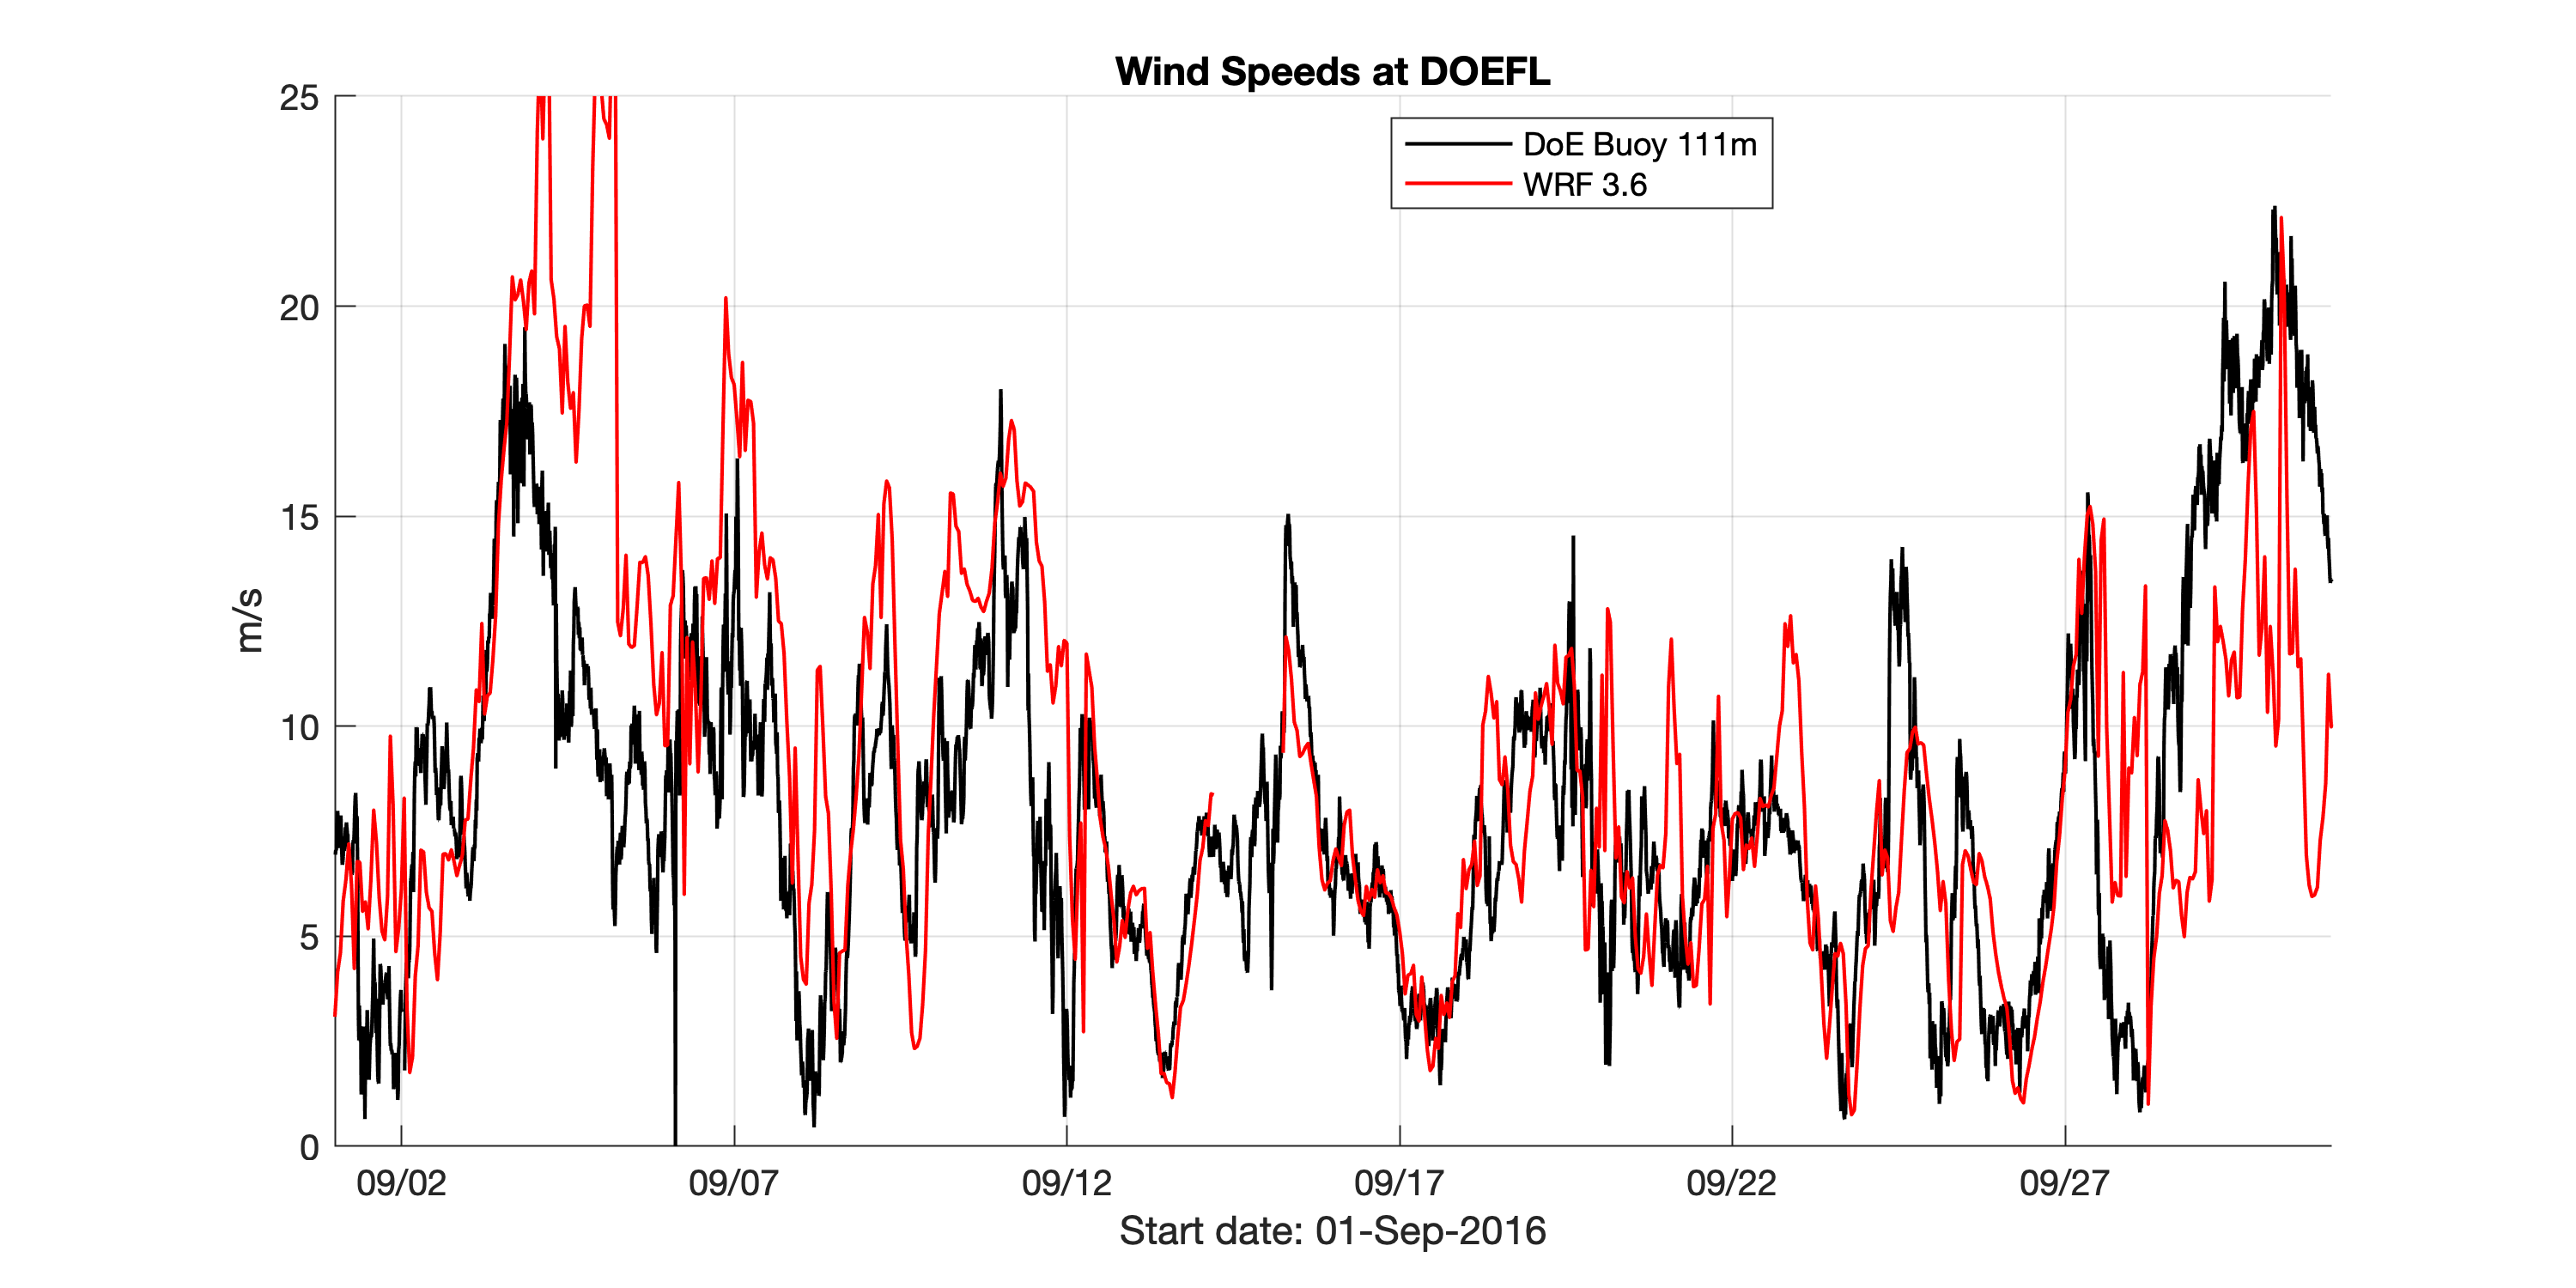 Wind Speeds at DOEFL
DoE Buoy 111m
WRF 3.6
25
20
15
10
5
0
m/s
09/02 09/07 09/12 09/17 09/22 09/27
Start date: 01-Sep-2016